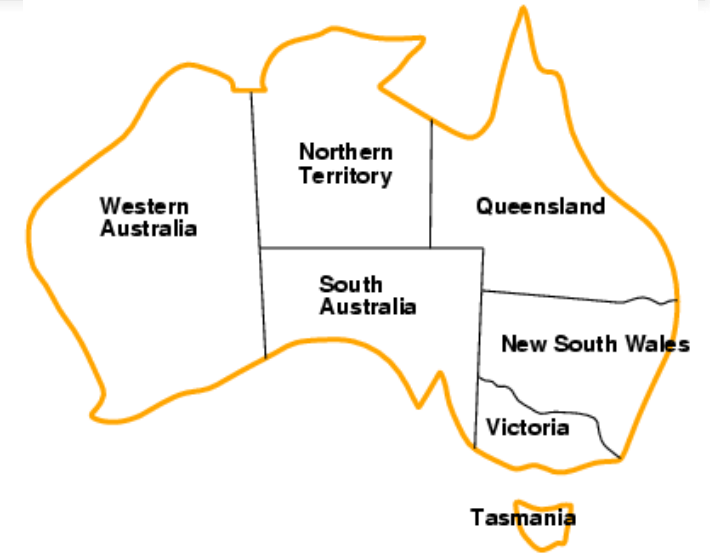 Northern
Territory
Western
Australia
Queensland
South
Australia
New South Wales
Victoria
Tasmania